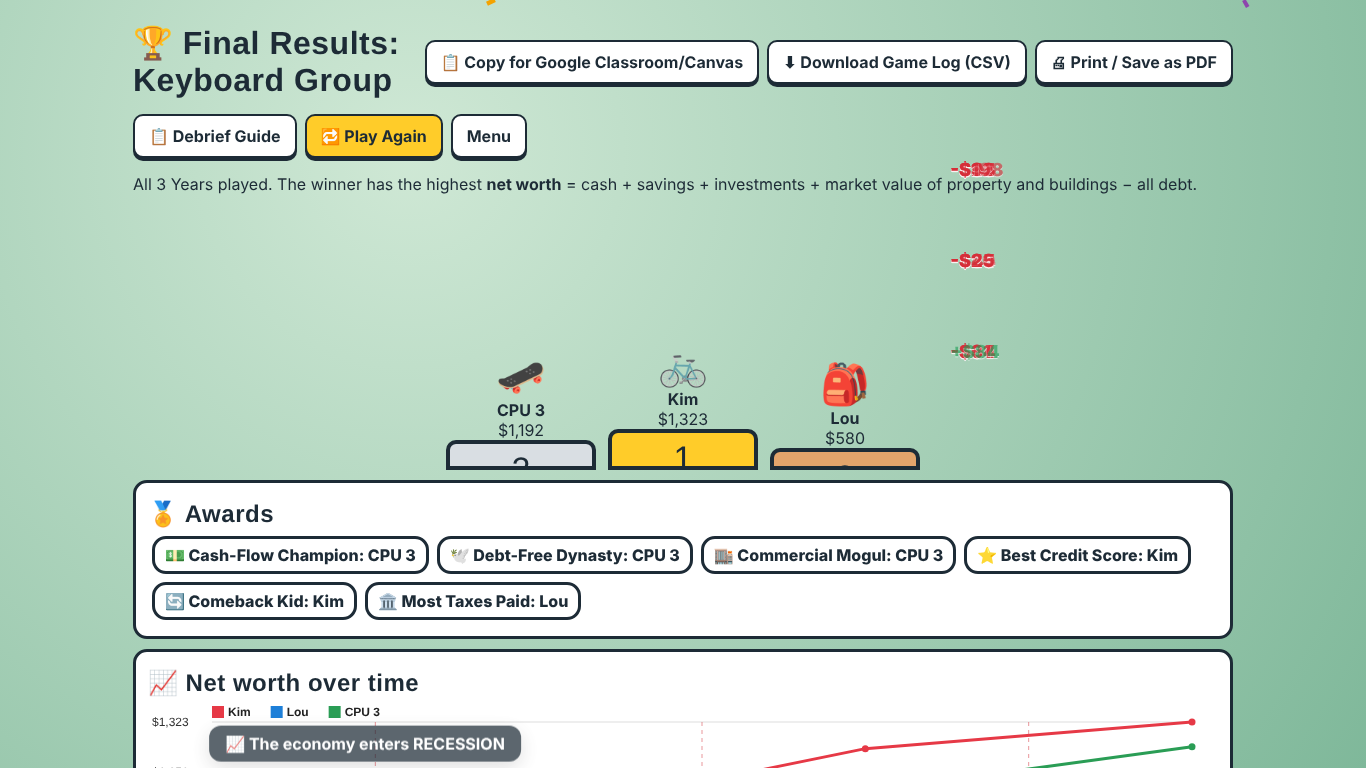 🏆 Final Results:
Keyboard Group
📋 Copy for Google Classroom/Canvas
⬇ Download Game Log (CSV)
🖨 Print / Save as PDF
📋 Debrief Guide
🔁 Play Again
Menu
All 3 Years played. The winner has the highest net worth = cash + savings + investments + market value of property and buildings − all debt.
-$25
CPU 3
$1,192
Kim
$1,323
1
Lou
$580
🏅 Awards
💵 Cash-Flow Champion: CPU 3
🕊️ Debt-Free Dynasty: CPU 3
🏬 Commercial Mogul: CPU 3
⭐ Best Credit Score: Kim
🔄 Comeback Kid: Kim
🏛️ Most Taxes Paid: Lou
📈 Net worth over time
Kim
Lou
CPU 3
$1,323
📈 The economy enters RECESSION